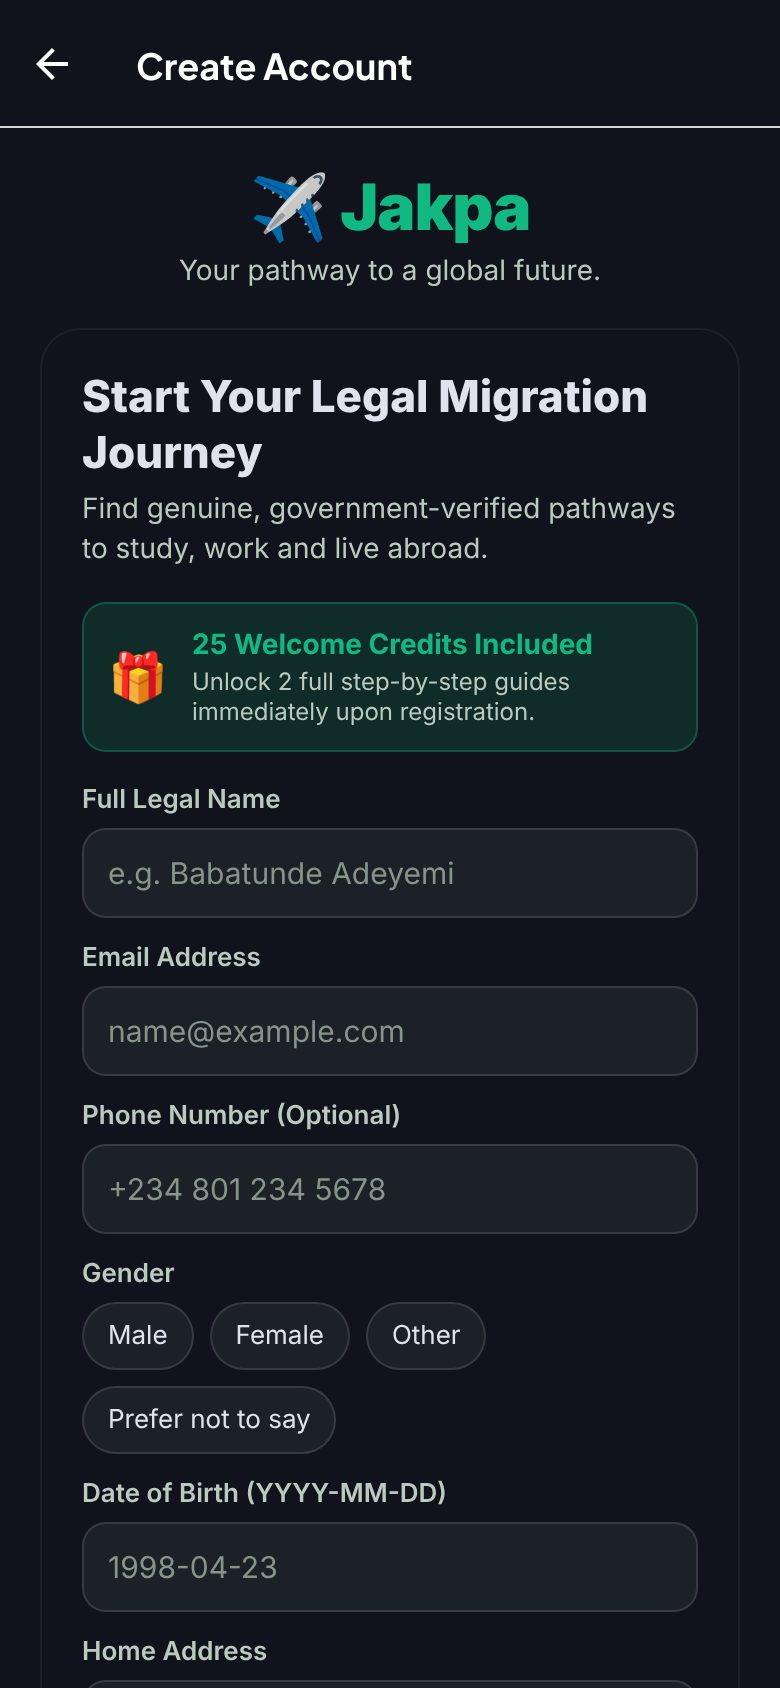 Create Account
Jakpa
Your pathway to a global future.
Start Your Legal Migration
Journey
Find genuine, government-verified pathways
to study, work and live abroad.
25 Welcome Credits Included
Unlock 2 full step-by-step guides
immediately upon registration.
Full Legal Name
e.g. Babatunde Adeyemi
Email Address
name@example.com
Phone Number (Optional)
+234 801 234 5678
Gender
Male Female Other
Prefer not to say
Date of Birth (YYYY-MM-DD)
1998-04-23
Home Address